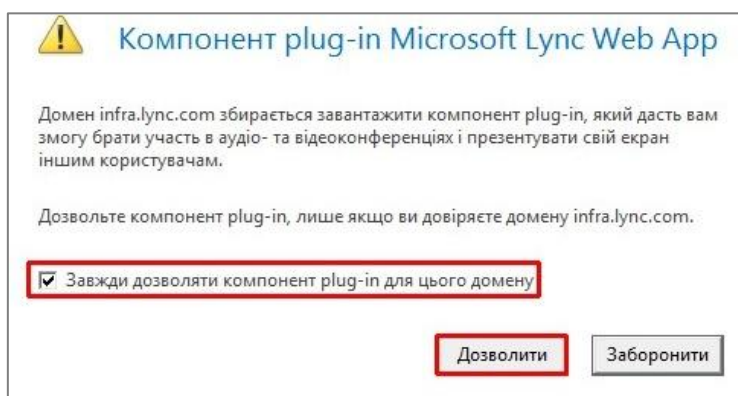 Компонент plug-in Microsoft Lync Web App
Домен infra.lync.com збирається завантажити компонент plug-in, який дасть вам
змогу брати участь в аудіо- та відеоконференціях і презентувати свій екран
іншим користувачам.
Дозвольте компонент plug-in, лише якщо ви довіряєте домену infra.lync.com.
Завжди дозволяти компонент plug-in для цього домену
Дозволити Заборонити